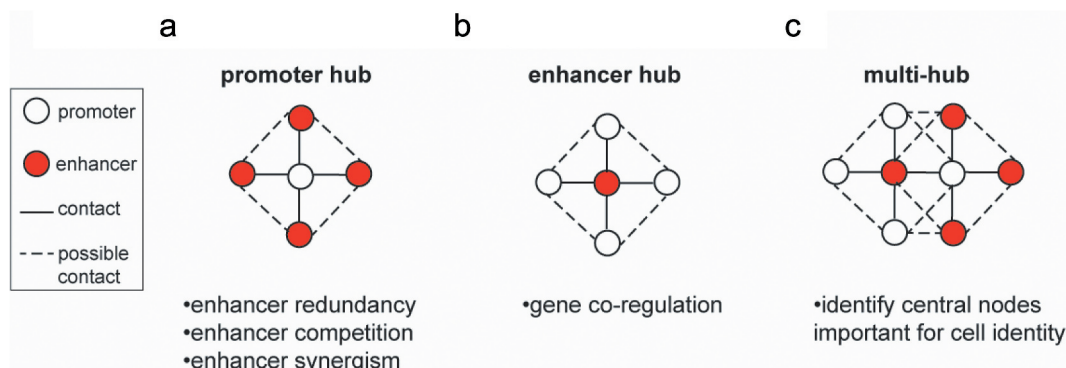 a
b
c
promoter hub
enhancer hub
multi-hub
promoter
enhancer
contact
possible
contact
•enhancer redundancy
•enhancer competition
•enhancer synergism
•gene co-regulation
•identify central nodes
important for cell identity